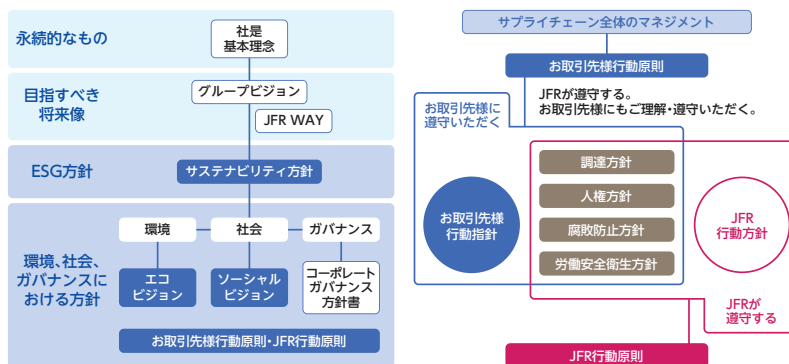 永続的なもの
社是
基本理念
目指すべき
将来像
グループビジョン
JFR WAY
ESG方針
サステナビリティ方針
環境、社会、
ガバナンスに
おける方針
環境
社会
ガバナンス
エコ
ビジョン
ソーシャル
ビジョン
コーポレート
ガバナンス
方針書
お取引先様行動原則・JFR行動原則
サプライチェーン全体のマネジメント
お取引先様行動原則
JFRが遵守する。
お取引先様にもご理解・遵守いただく。
お取引先様に
遵守いただく
お取引先様
行動指針
調達方針
人権方針
腐敗防止方針
労働安全衛生方針
JFR
行動方針
JFRが
遵守する
JFR行動原則